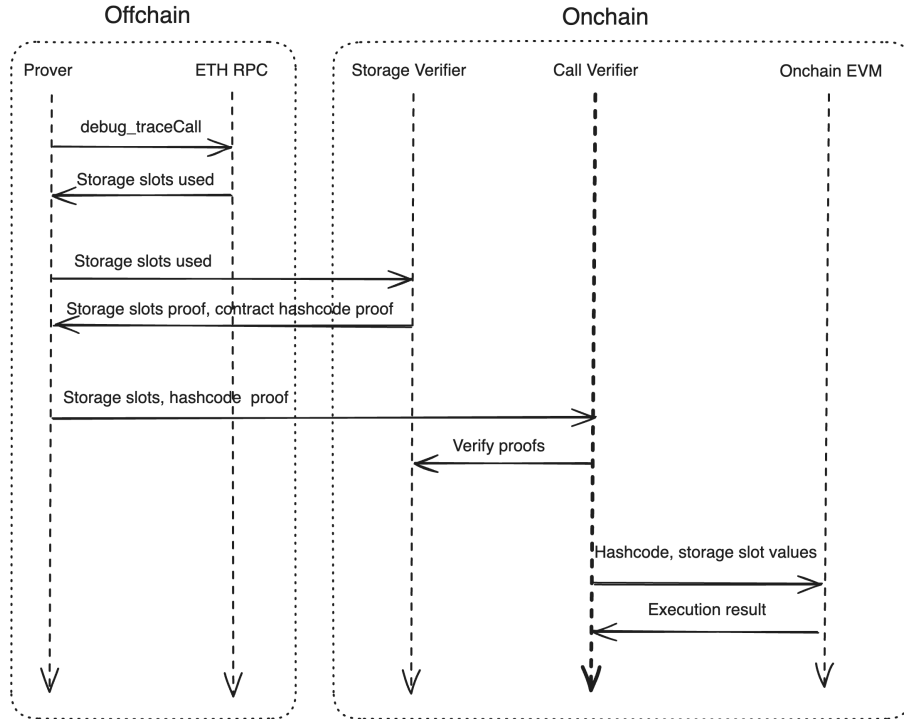 Offchain
Onchain
Prover
ETH RPC
Storage Verifier
Call Verifier
Onchain EVM
debug_traceCall
Storage slots used
Storage slots used
Storage slots proof, contract hashcode proof
Storage slots, hashcode proof
Verify proofs
Hashcode, storage slot values
Execution result